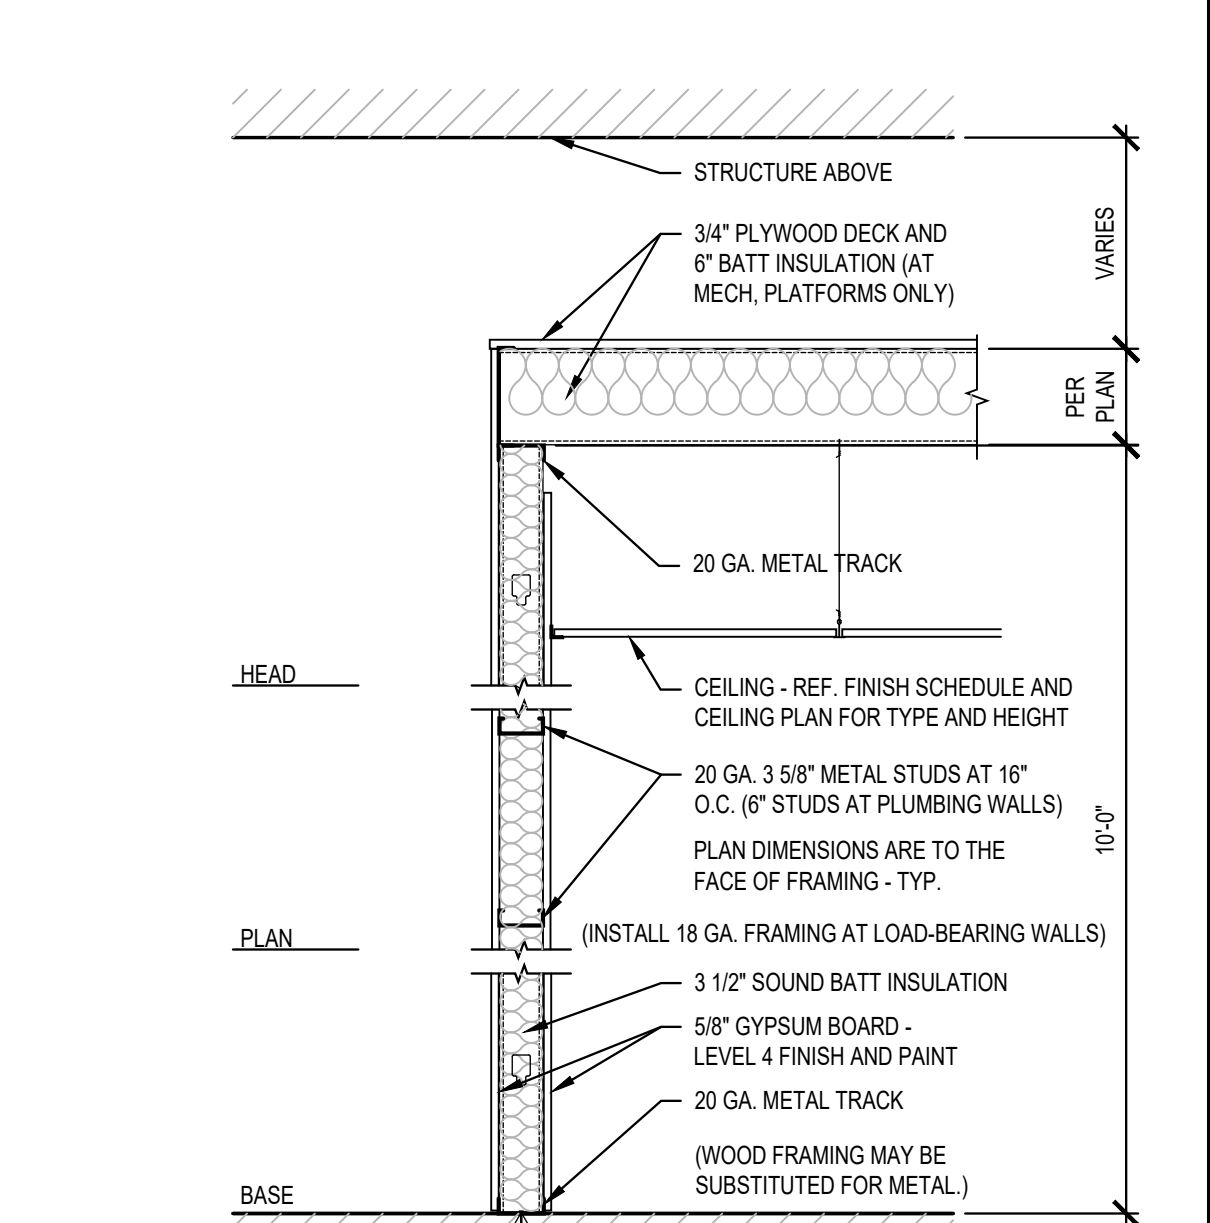 STRUCTURE ABOVE
VARIES
3/4" PLYWOOD DECK AND
6" BATT INSULATION (AT
MECH, PLATFORMS ONLY)
PER
PLAN
20 GA. METAL TRACK
HEAD
CEILING - REF. FINISH SCHEDULE AND
CEILING PLAN FOR TYPE AND HEIGHT
20 GA. 3 5/8" METAL STUDS AT 16"
O.C. (6" STUDS AT PLUMBING WALLS)
10'-0"
PLAN DIMENSIONS ARE TO THE
FACE OF FRAMING - TYP.
PLAN
(INSTALL 18 GA. FRAMING AT LOAD-BEARING WALLS)
3 1/2" SOUND BATT INSULATION
5/8" GYPSUM BOARD -
LEVEL 4 FINISH AND PAINT
20 GA. METAL TRACK
(WOOD FRAMING MAY BE
SUBSTITUTED FOR METAL.)
BASE